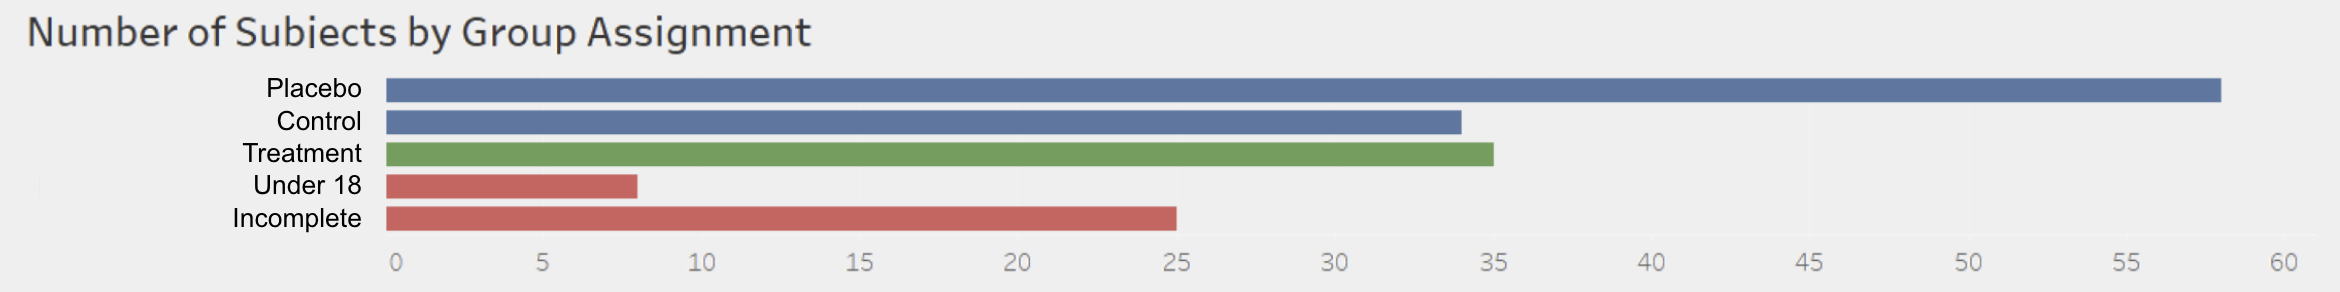 Number of Subjects by Group Assignment
Placebo
Control
Treatment
Under 18
Incomplete
0 5 10 15 20 25 30 35 40 45 50 55 60